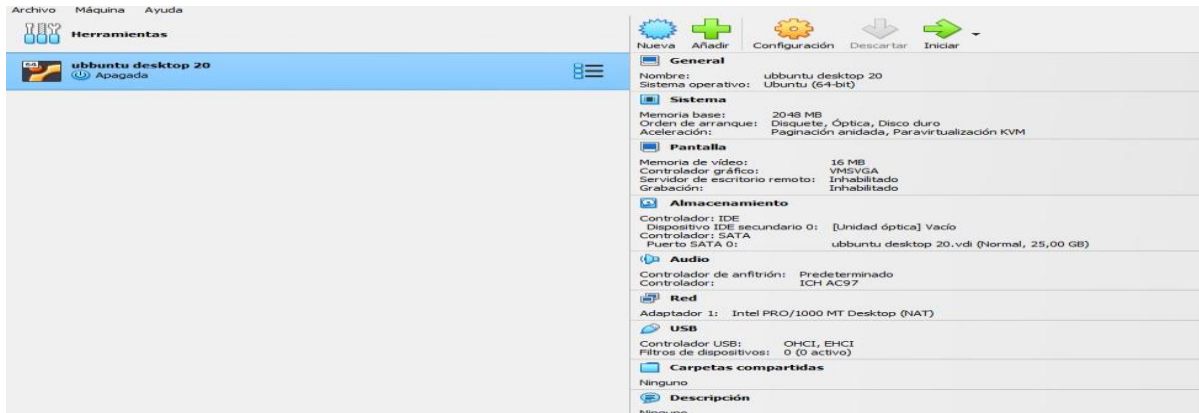 Archivo Máquina Ayuda
Herramientas
64
ubbuntu desktop 20
Apagada
Nueva Añadir Configuración Descartar Iniciar
General
Nombre: ubbuntu desktop 20
Sistema operativo: Ubuntu (64-bit)
Sistema
Memoria base: 2048 MB
Orden de arranque: Disquete, Óptica, Disco duro
Aceleración: Paginación anidada, Paravirtualización KVM
Pantalla
Memoria de vídeo: 16 MB
Controlador gráfico: VMSVGA
Servidor de escritorio remoto: Inhabilitado
Grabación: Inhabilitado
Almacenamiento
Controlador: IDE
Dispositivo IDE secundario 0: [Unidad óptica] Vacío
Controlador: SATA
Puerto SATA 0: ubbuntu desktop 20.vdi (Normal, 25,00 GB)
Audio
Controlador de anfitrión: Predeterminado
Controlador: ICH AC97
Red
Adaptador 1: Intel PRO/1000 MT Desktop (NAT)
USB
Controlador USB: OHCI, EHCI
Filtros de dispositivos: 0 (0 activo)
Carpetas compartidas
Ninguno
Descripción
Ninguno